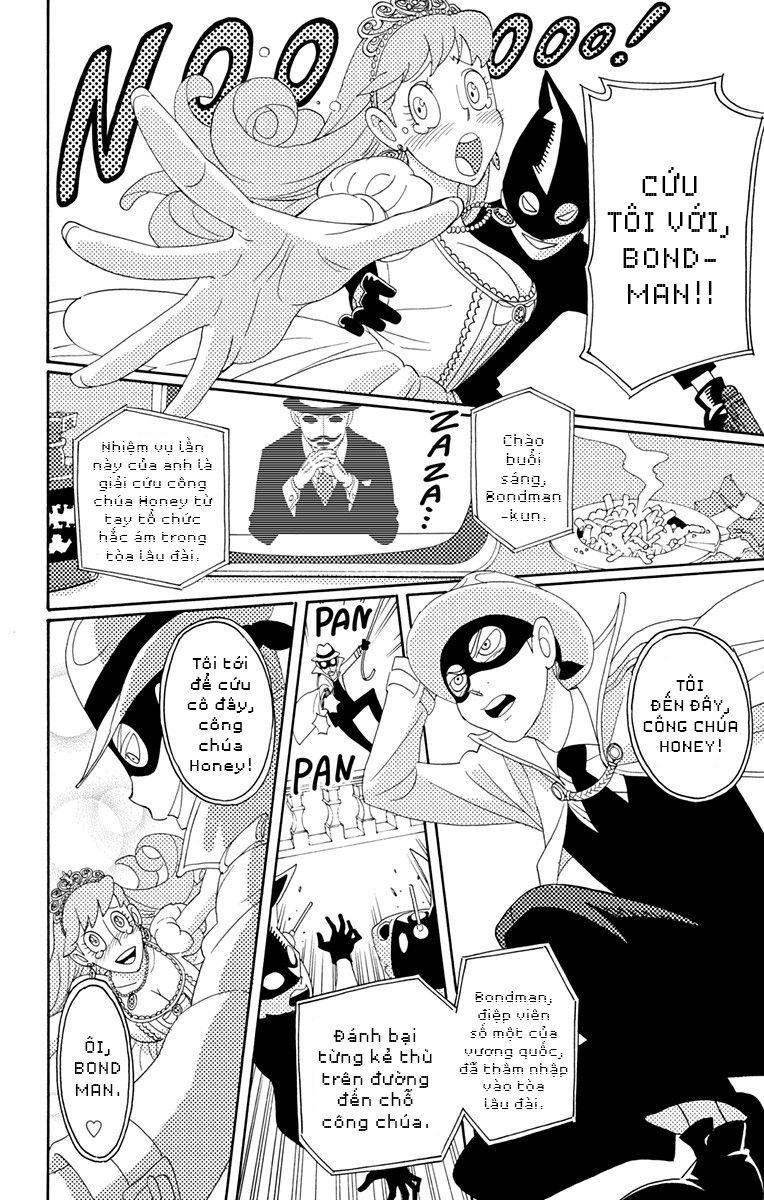 NOO OOOO!
CỨU
TÔI VỚI,
BOND-
MAN!!
Chào
buổi
sáng,
Bondman
-kun.
ZAZA...
Nhiệm vụ lần
này của anh là
giải cứu công
chúa Honey từ
tay tổ chức
hắc ám trong
tòa lâu đài.
TÔI
ĐẾN ĐÂY,
CÔNG CHÚA
HONEY!
PAN
PAN
Bondman,
điệp viên
số một của
vương quốc,
đã thâm nhập
vào tòa
lâu đài.
Đánh bại
từng kẻ thù
trên đường
đến chỗ
công chúa.
Tôi tới
để cứu
cô đây,
công
chúa
Honey!
ÔI,
BOND
MAN.
♡